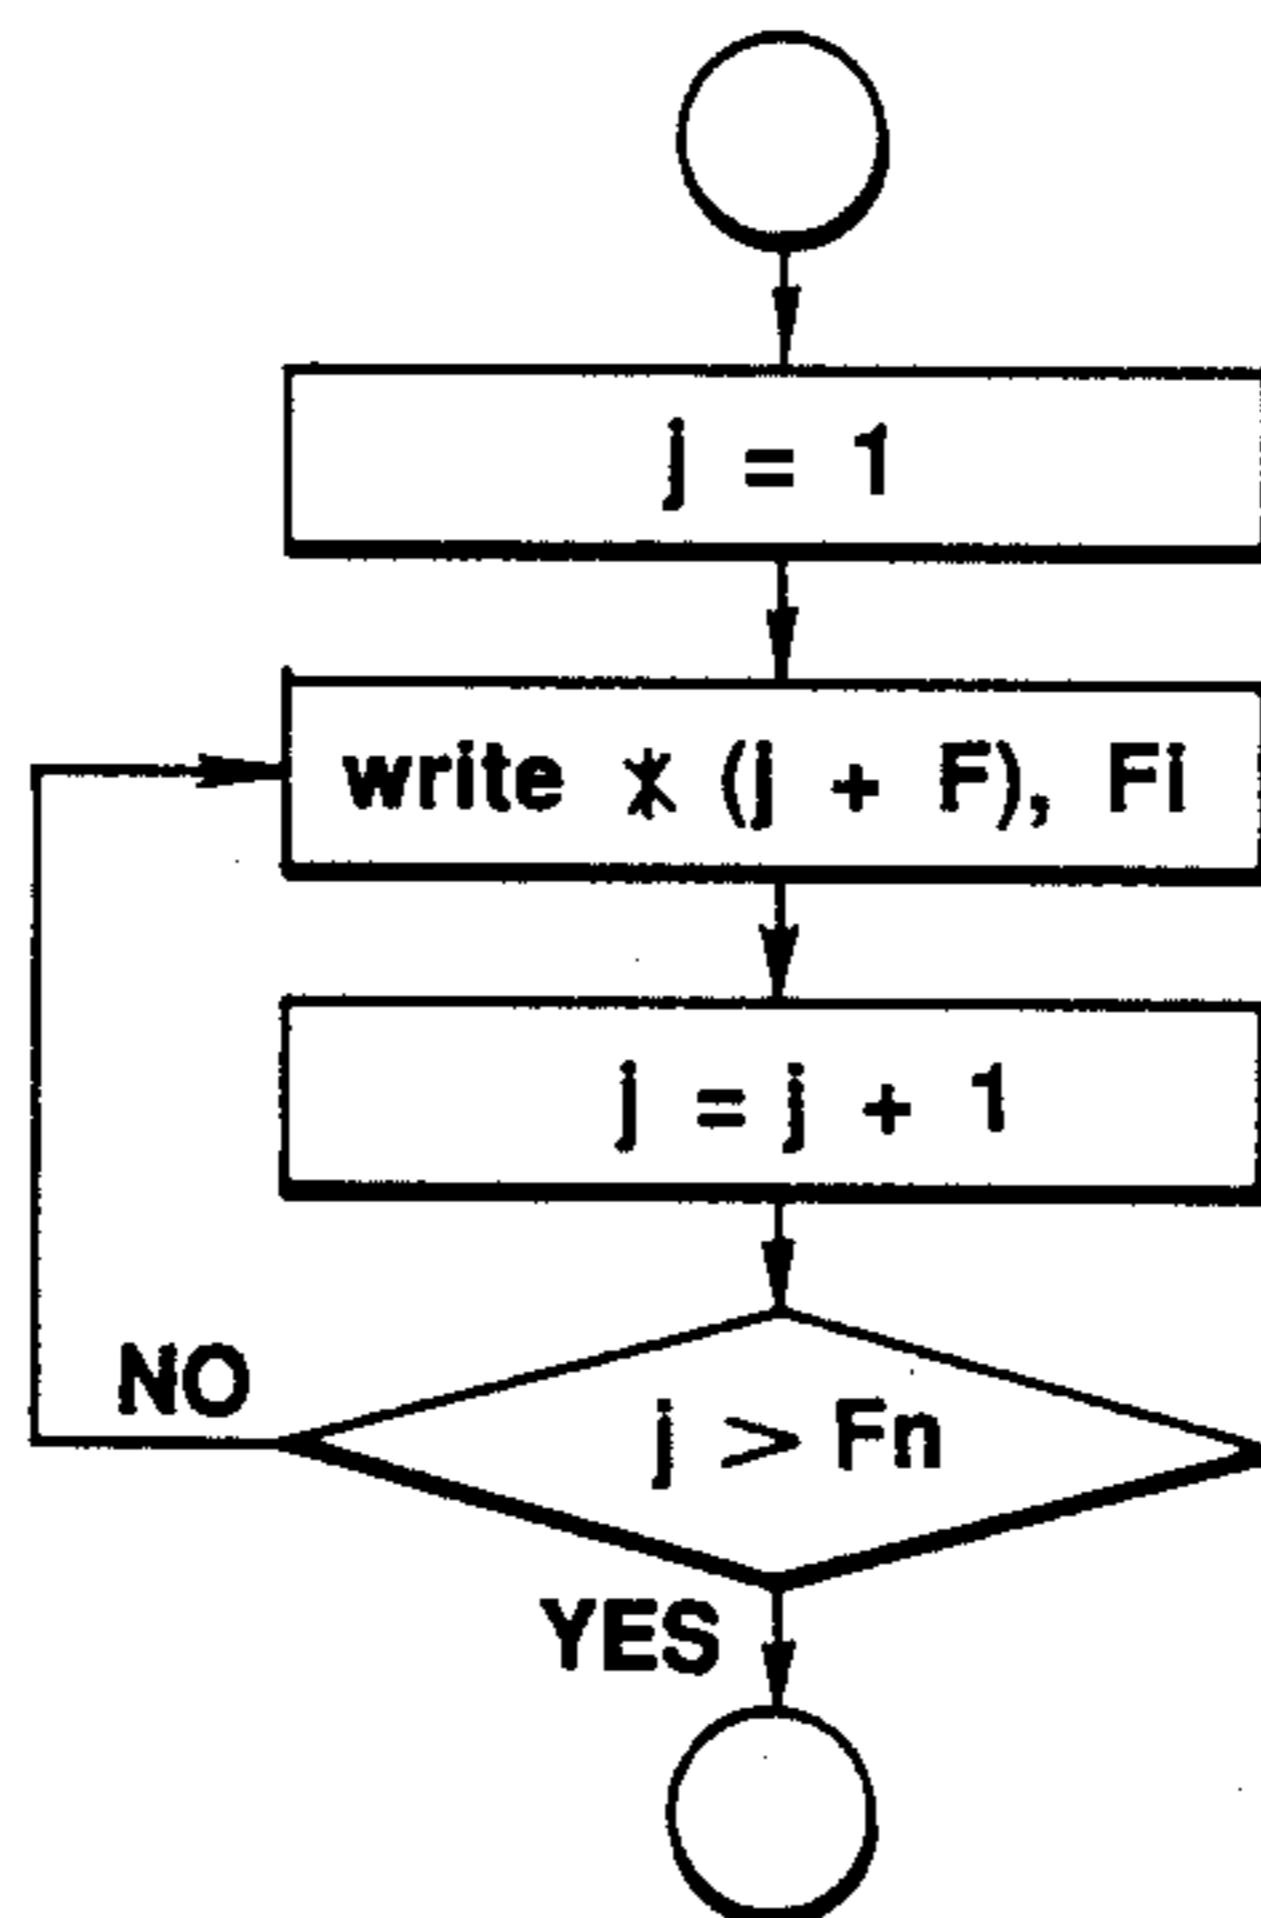 j = 1
write * (j + F), Fi
j = j + 1
NO
j > Fn
YES